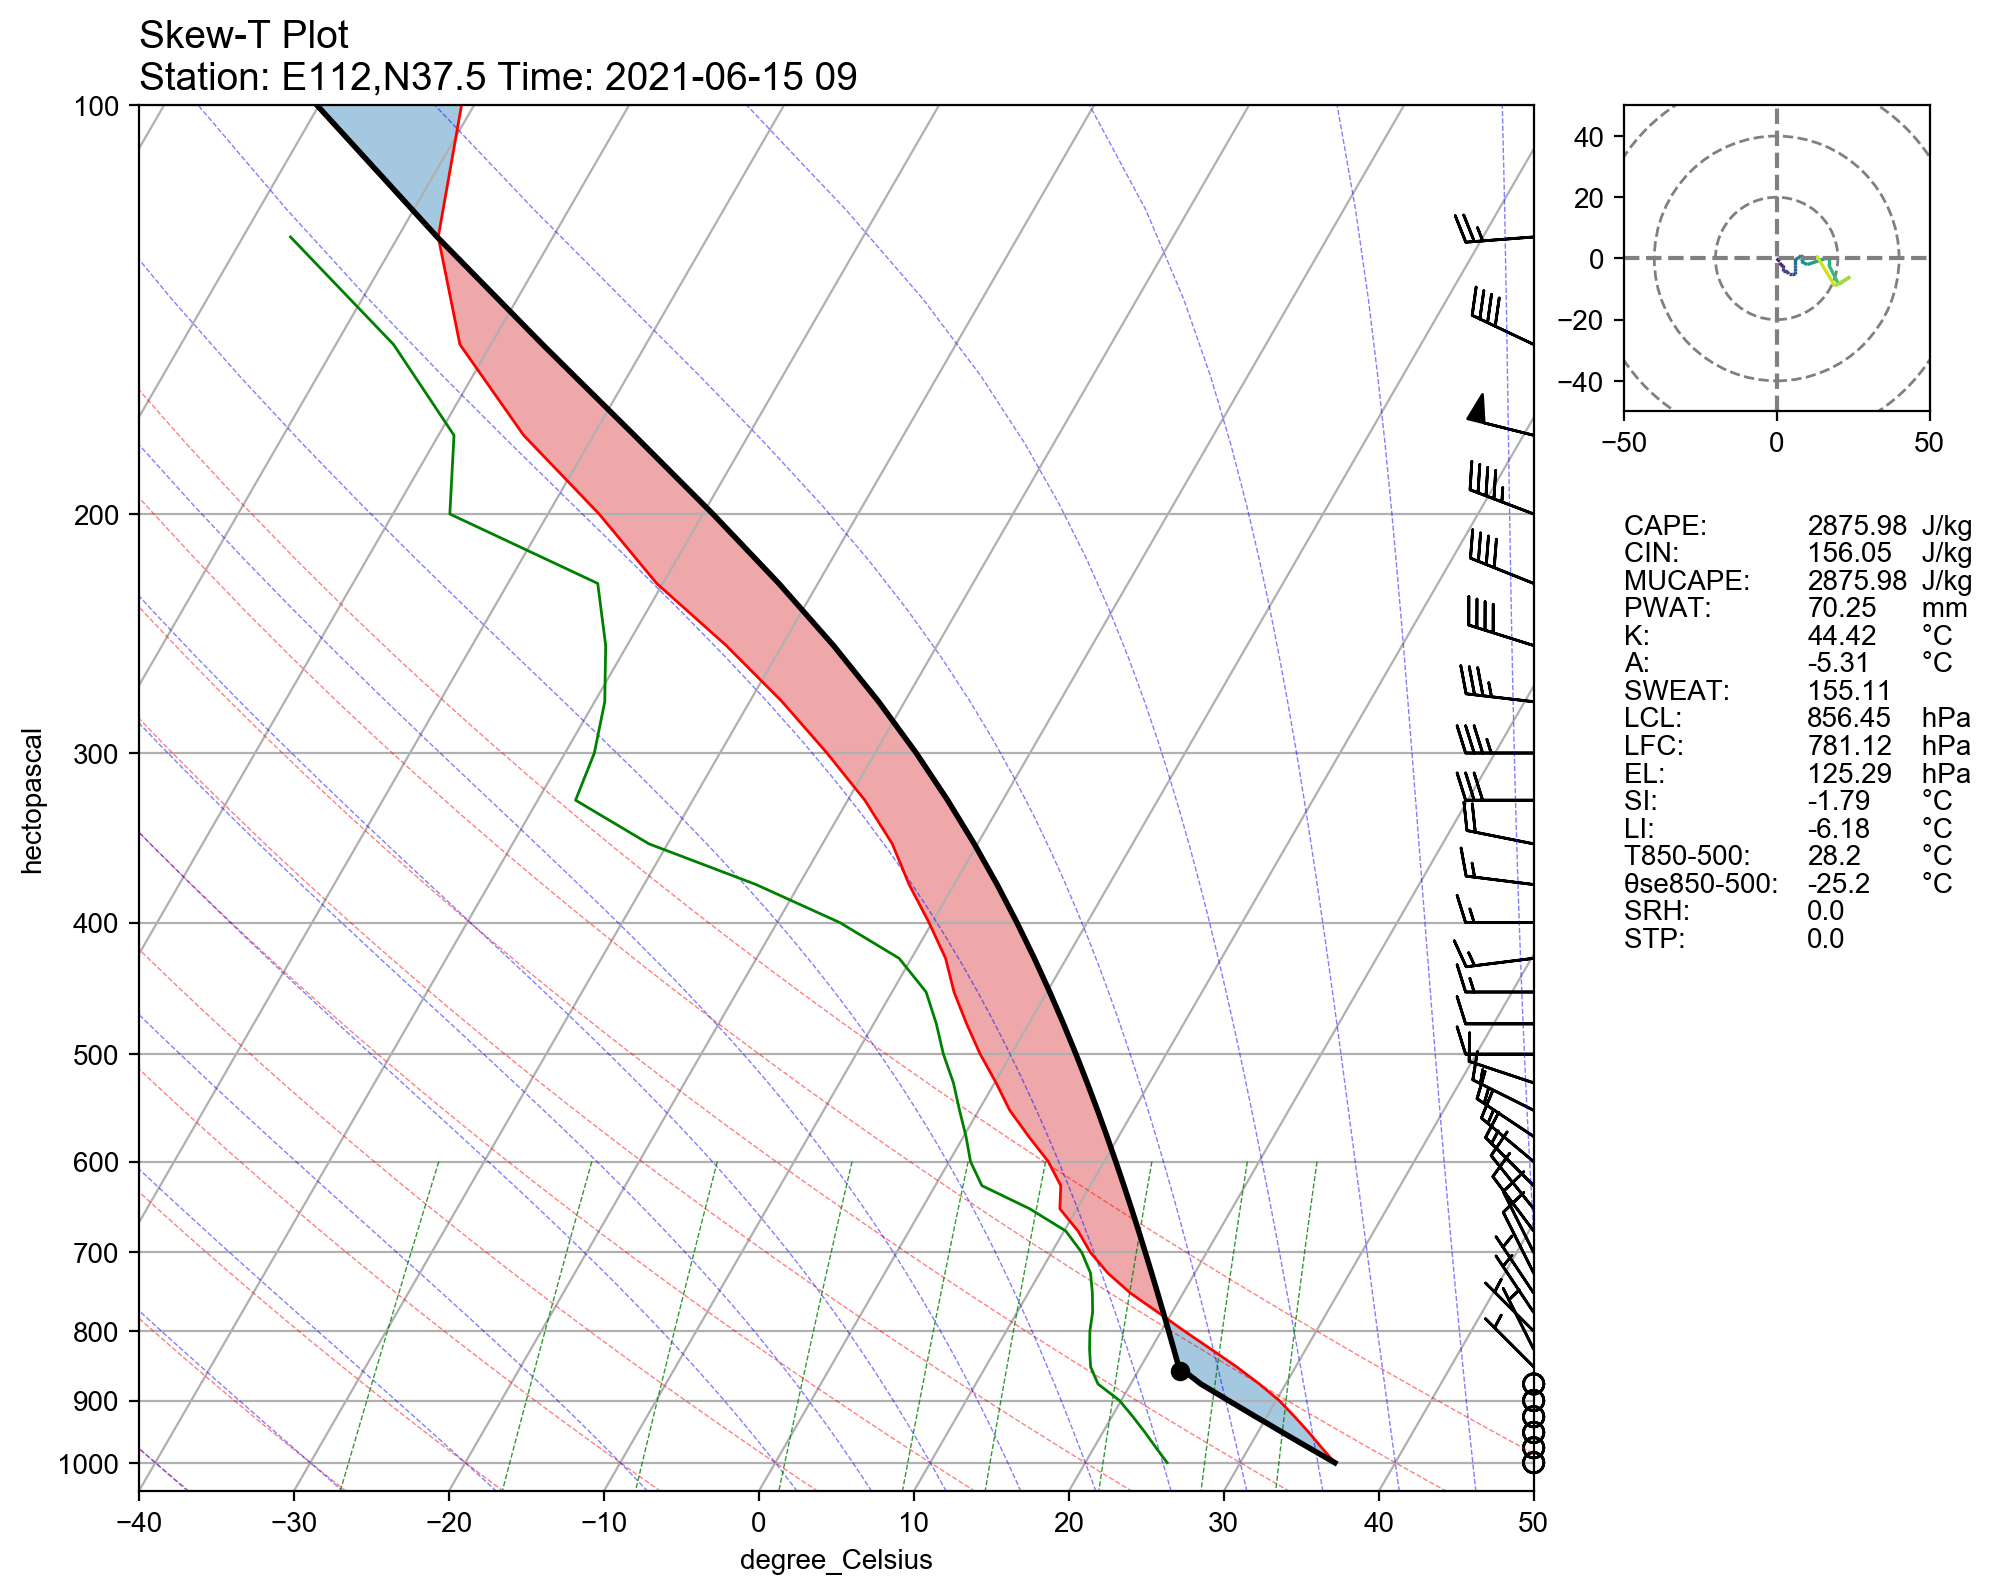 Skew-T Plot
Station: E112,N37.5 Time: 2021-06-15 09
100
200
300
400
500
600
700
800
900
1000
hectopascal
−40 −30 −20 −10 0 10 20 30 40 50
degree_Celsius
40
20
0
−20
−40
−50 0 50
CAPE: 2875.98 J/kg
CIN: 156.05 J/kg
MUCAPE: 2875.98 J/kg
PWAT: 70.25 mm
K: 44.42 °C
A: -5.31 °C
SWEAT: 155.11
LCL: 856.45 hPa
LFC: 781.12 hPa
EL: 125.29 hPa
SI: -1.79 °C
LI: -6.18 °C
T850-500: 28.2 °C
θse850-500: -25.2 °C
SRH: 0.0
STP: 0.0